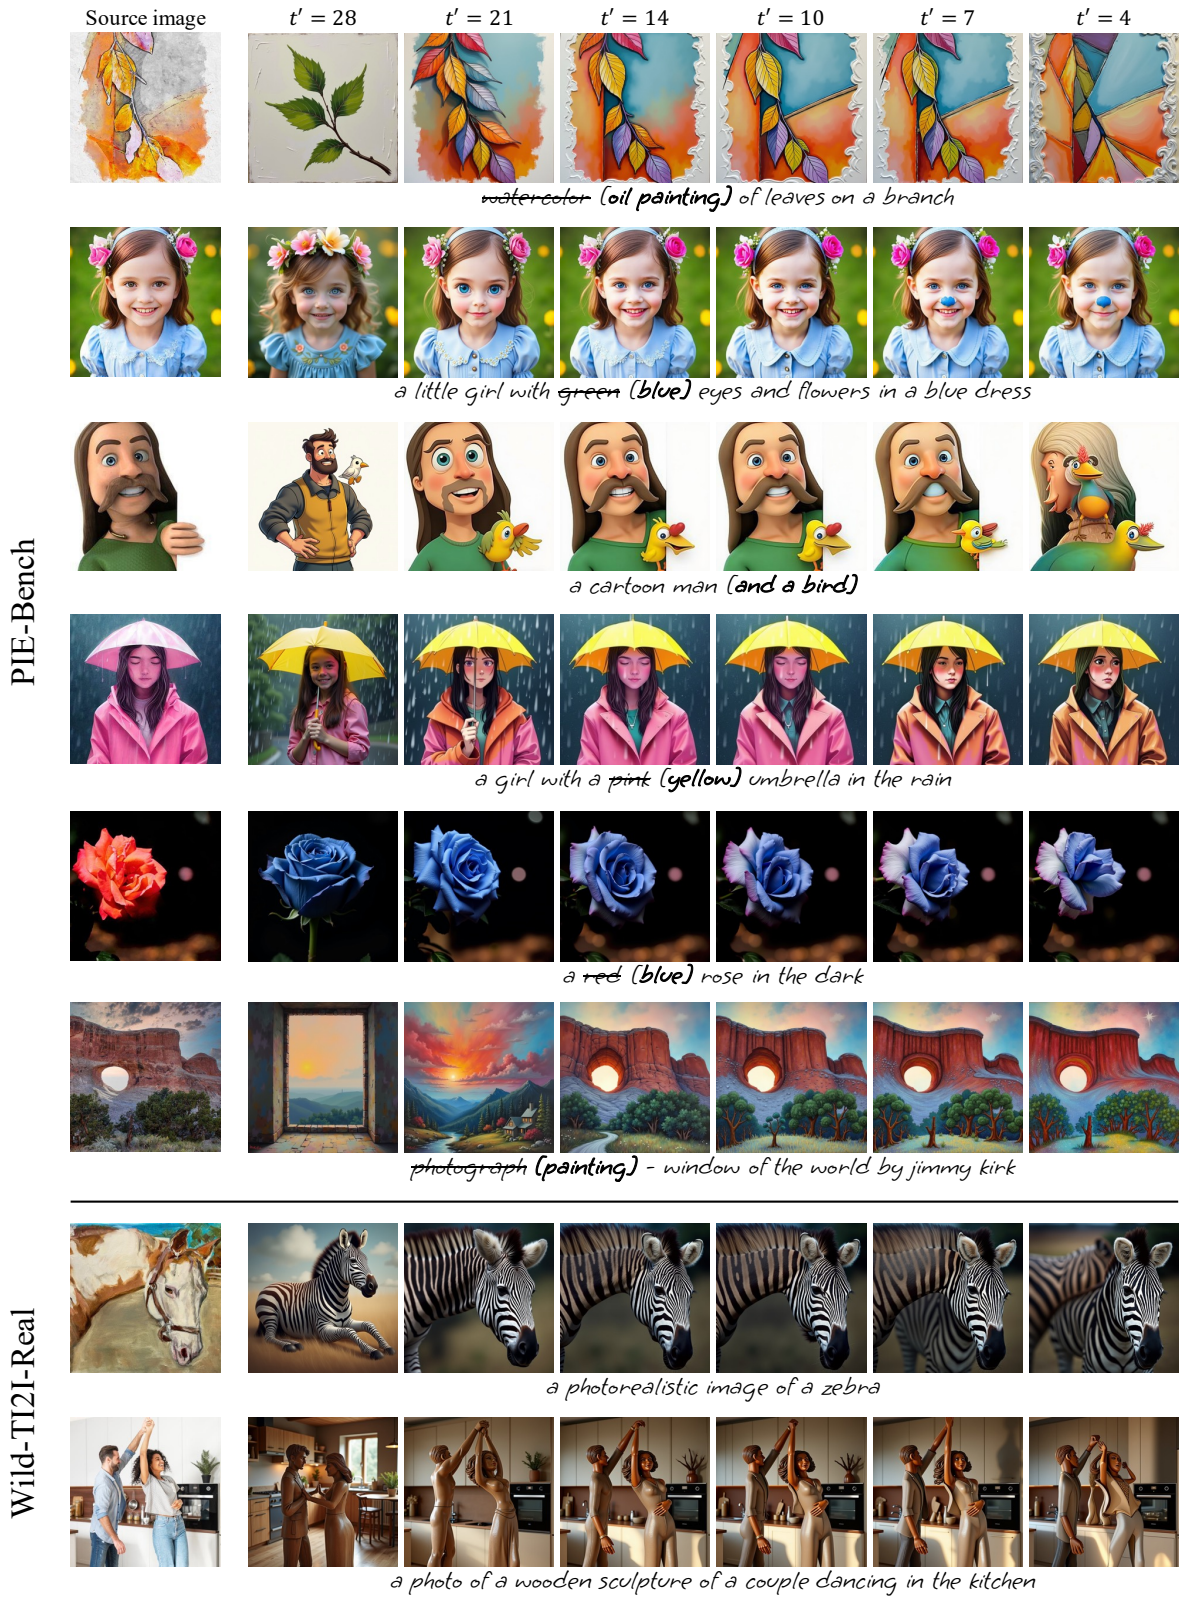 Source image
t′ = 28
t′ = 21
t′ = 14
t′ = 10
t′ = 7
t′ = 4
PIE-Bench
watercolor [oil painting] of leaves on a branch
a little girl with green [blue] eyes and flowers in a blue dress
a cartoon man [and a bird]
a girl with a pink [yellow] umbrella in the rain
a red [blue] rose in the dark
photograph [painting] - window of the world by jimmy kirk
Wild-TI2I-Real
a photorealistic image of a zebra
a photo of a wooden sculpture of a couple dancing in the kitchen